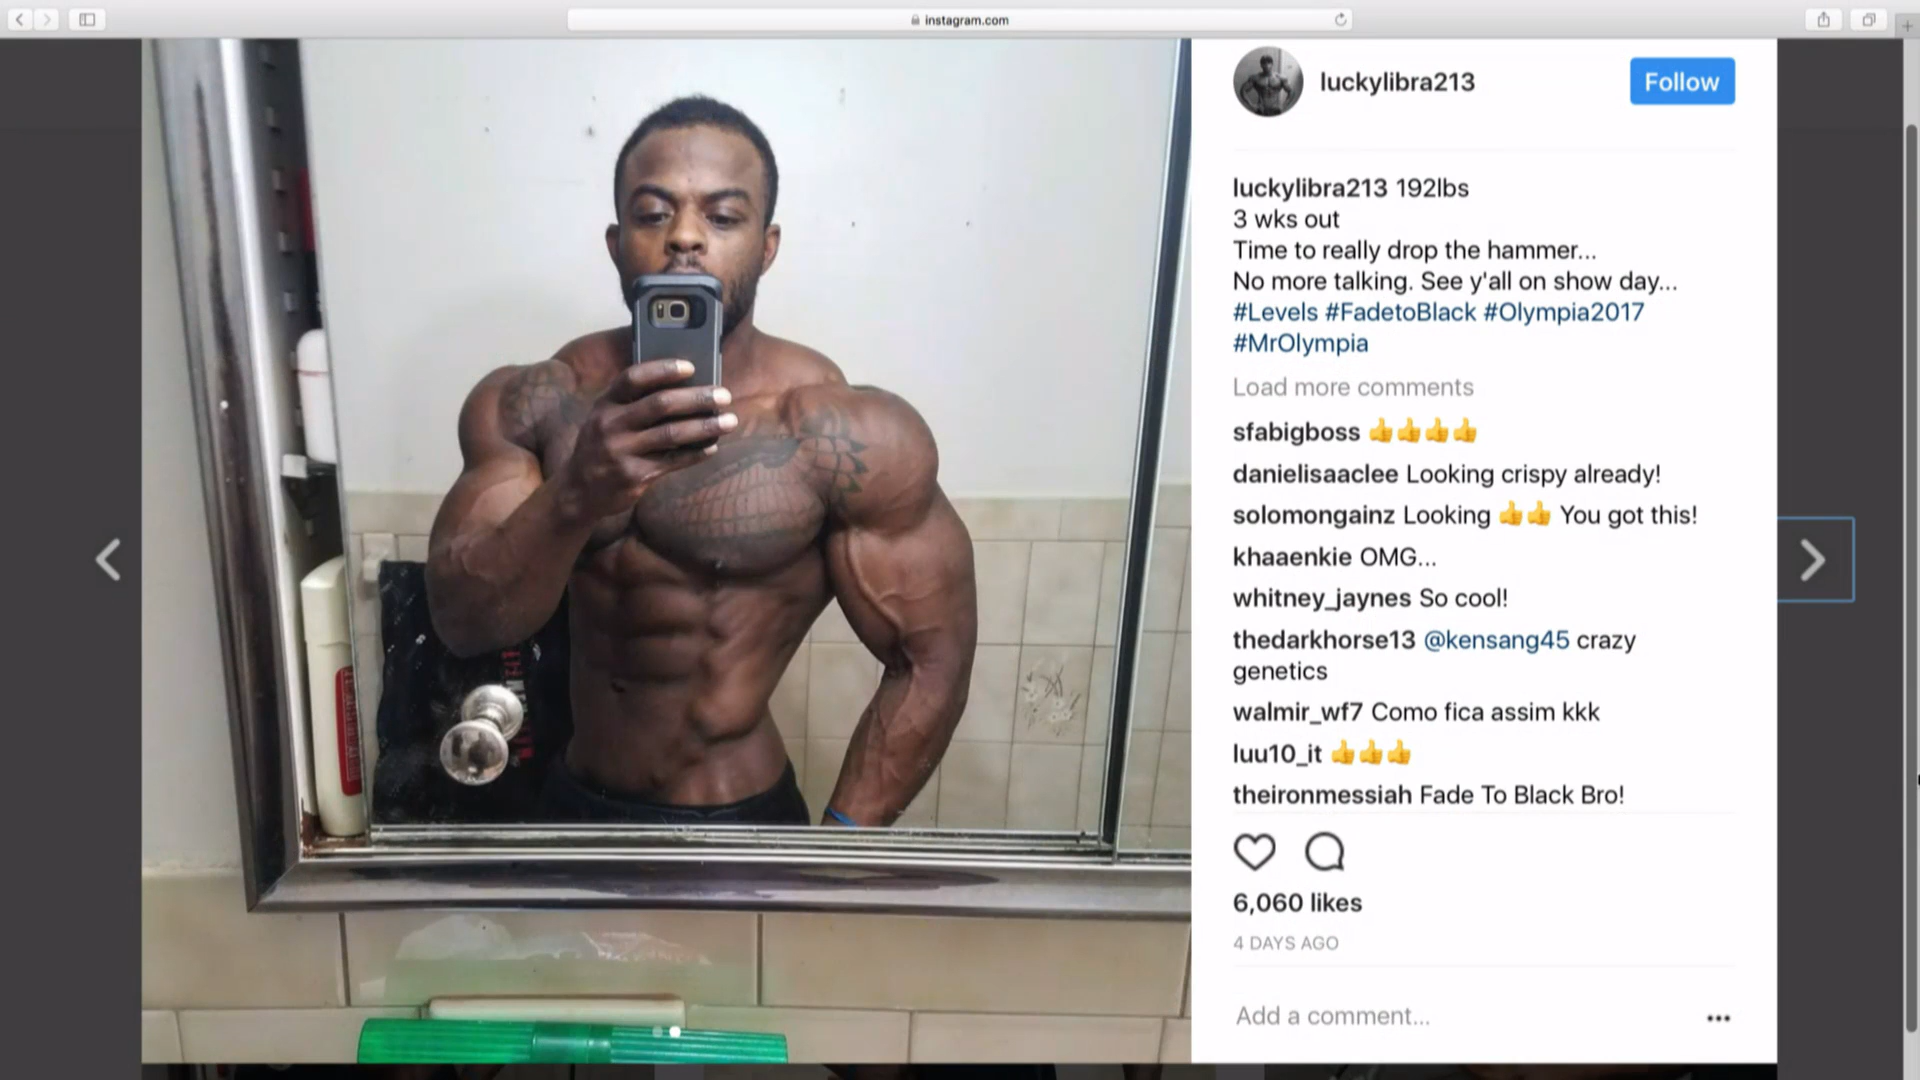 instagram.com
luckylibra213
Follow
luckylibra213 192lbs
3 wks out
Time to really drop the hammer...
No more talking. See y'all on show day...
#Levels #FadetoBlack #Olympia2017
#MrOlympia
Load more comments
sfabigboss 👍👍👍👍
danielisaaclee Looking crispy already!
solomongainz Looking 👍👍 You got this!
khaaenkie OMG...
whitney_jaynes So cool!
thedarkhorse13 @kensang45 crazy
genetics
walmir_wf7 Como fica assim kkk
luu10_it 👍👍👍
theironmessiah Fade To Black Bro!
6,060 likes
4 DAYS AGO
Add a comment...